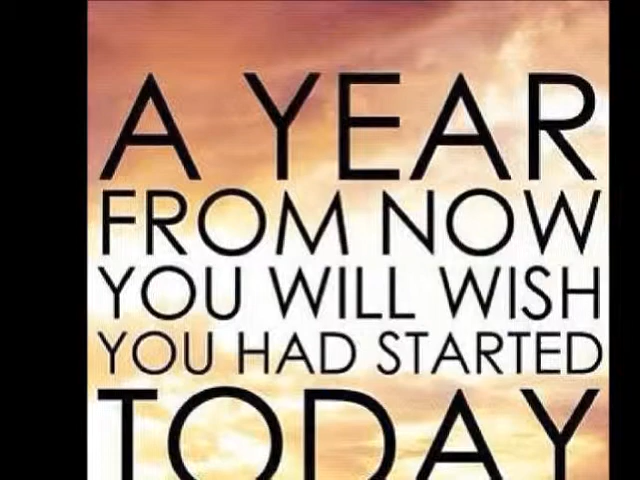 A YEAR
FROM NOW
YOU WILL WISH
YOU HAD STARTED
TODAY